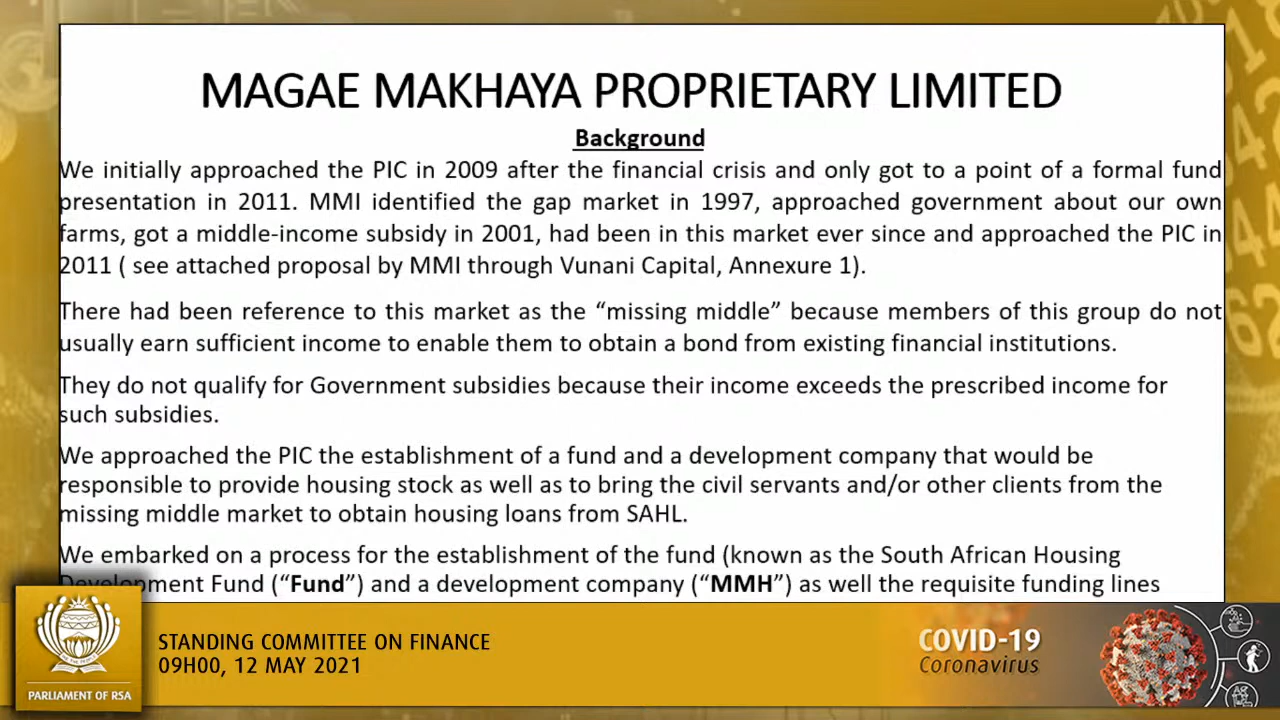 MAGAE MAKHAYA PROPRIETARY LIMITED
Background
We initially approached the PIC in 2009 after the financial crisis and only got to a point of a formal fund
presentation in 2011. MMI identified the gap market in 1997, approached government about our own
farms, got a middle-income subsidy in 2001, had been in this market ever since and approached the PIC in
2011 ( see attached proposal by MMI through Vunani Capital, Annexure 1).
There had been reference to this market as the “missing middle” because members of this group do not
usually earn sufficient income to enable them to obtain a bond from existing financial institutions.
They do not qualify for Government subsidies because their income exceeds the prescribed income for
such subsidies.
We approached the PIC the establishment of a fund and a development company that would be
responsible to provide housing stock as well as to bring the civil servants and/or other clients from the
missing middle market to obtain housing loans from SAHL.
We embarked on a process for the establishment of the fund (known as the South African Housing
Development Fund (“Fund”) and a development company (“MMH”) as well the requisite funding lines
STANDING COMMITTEE ON FINANCE
09H00, 12 MAY 2021
PARLIAMENT OF RSA
COVID-19
Coronavirus